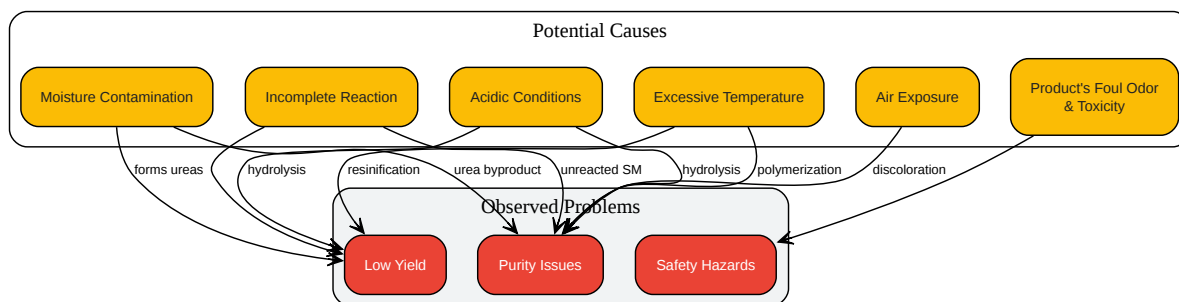 Potential Causes
Moisture Contamination
Incomplete Reaction
Acidic Conditions
Excessive Temperature
Air Exposure
Product's Foul Odor
& Toxicity
forms ureas
hydrolysis
resinification
urea byproduct
unreacted SM
hydrolysis
polymerization
discoloration
Observed Problems
Low Yield
Purity Issues
Safety Hazards